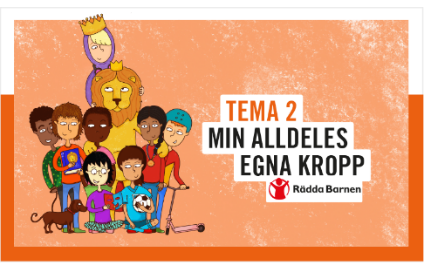 TEMA 2
MIN ALLDELES
EGNA KROPP
Rädda Barnen